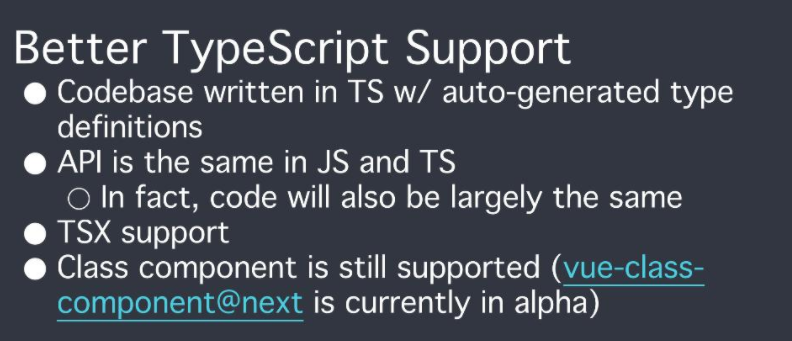 Better TypeScript Support
● Codebase written in TS w/ auto-generated type
definitions
● API is the same in JS and TS
○ In fact, code will also be largely the same
● TSX support
● Class component is still supported (vue-class-
component@next is currently in alpha)